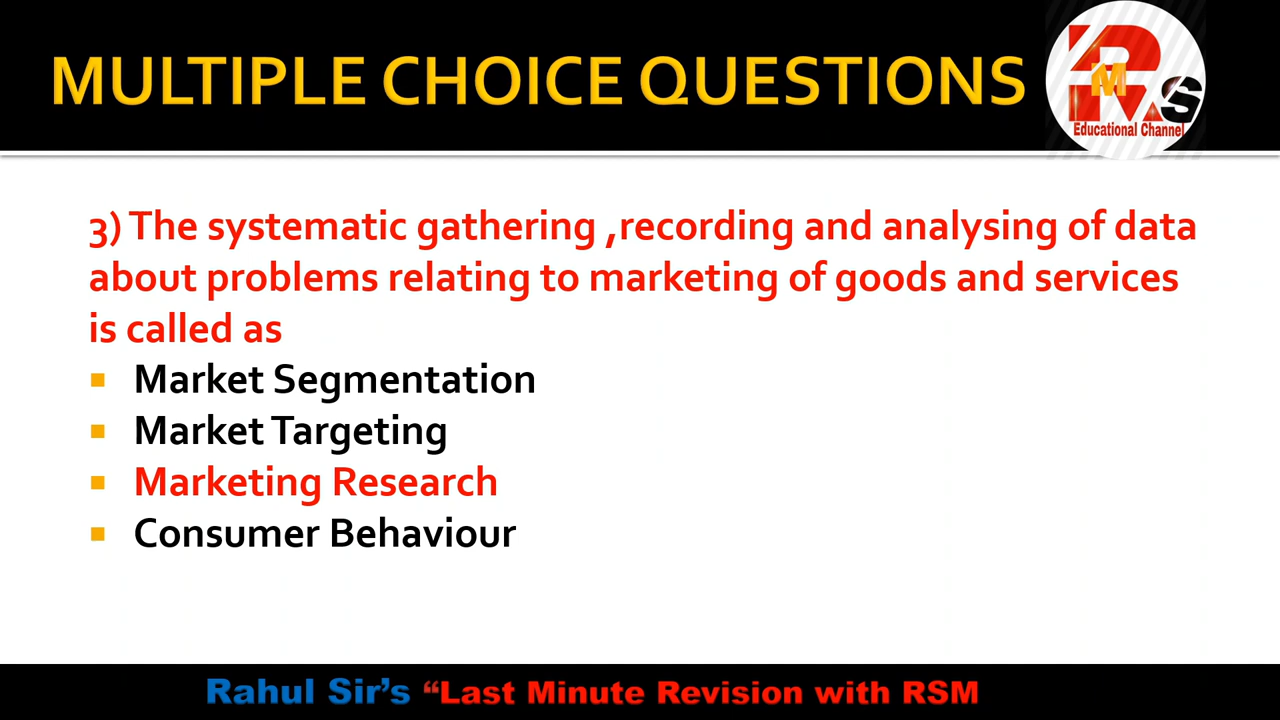 MULTIPLE CHOICE QUESTIONS
RMS
Educational Channel
3) The systematic gathering ,recording and analysing of data
about problems relating to marketing of goods and services
is called as
Market Segmentation
Market Targeting
Marketing Research
Consumer Behaviour
Rahul Sir's “Last Minute Revision with RSM